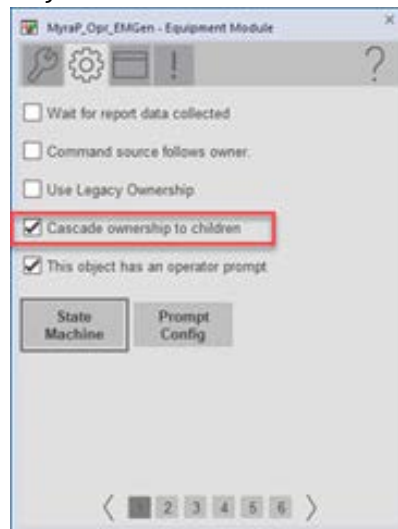 MyraP_Opr_EMGen - Equipment Module
×
!
?
Wait for report data collected
Command source follows owner.
Use Legacy Ownership
Cascade ownership to children
This object has an operator prompt
State Machine
Prompt Config
< 1 2 3 4 5 6 >